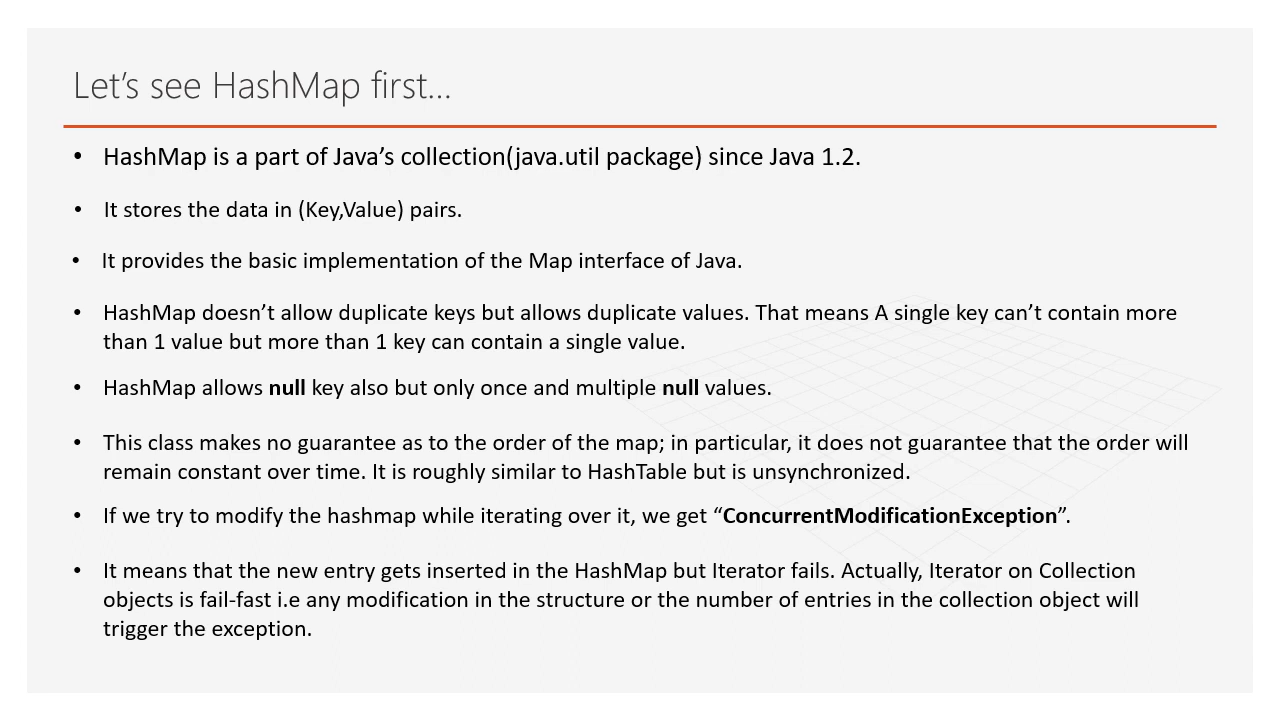 Let’s see HashMap first...
• HashMap is a part of Java’s collection(java.util package) since Java 1.2.
• It stores the data in (Key,Value) pairs.
• It provides the basic implementation of the Map interface of Java.
• HashMap doesn’t allow duplicate keys but allows duplicate values. That means A single key can’t contain more
than 1 value but more than 1 key can contain a single value.
• HashMap allows null key also but only once and multiple null values.
• This class makes no guarantee as to the order of the map; in particular, it does not guarantee that the order will
remain constant over time. It is roughly similar to HashTable but is unsynchronized.
• If we try to modify the hashmap while iterating over it, we get “ConcurrentModificationException”.
• It means that the new entry gets inserted in the HashMap but Iterator fails. Actually, Iterator on Collection
objects is fail-fast i.e any modification in the structure or the number of entries in the collection object will
trigger the exception.